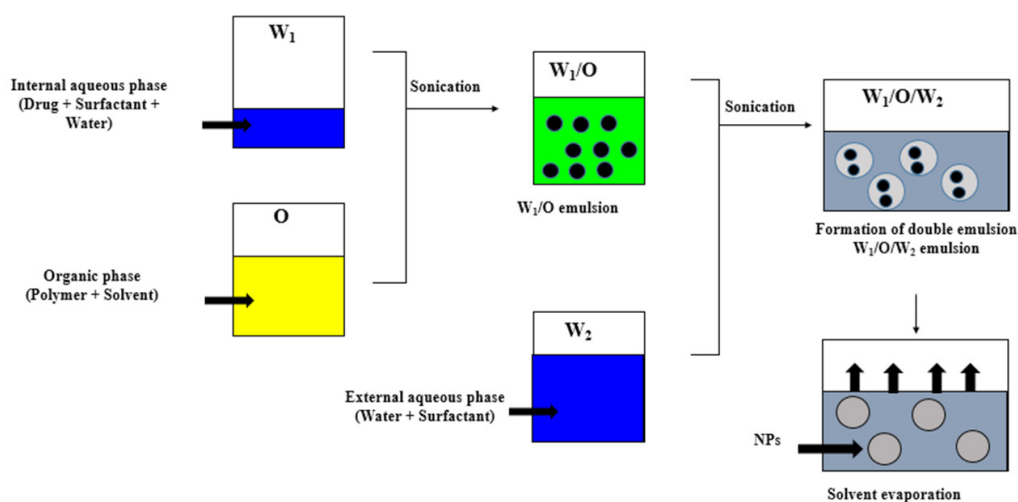 W₁
Internal aqueous phase
(Drug + Surfactant +
Water)
Sonication
W₁/O
W₁/O emulsion
O
Organic phase
(Polymer + Solvent)
Sonication
W₁/O/W₂
Formation of double emulsion
W₁/O/W₂ emulsion
W₂
External aqueous phase
(Water + Surfactant)
NPs
Solvent evaporation